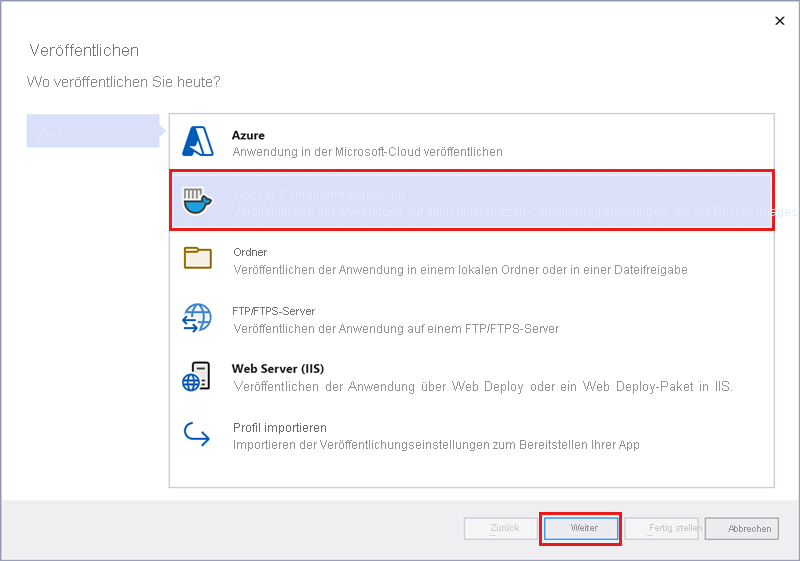 Veröffentlichen
Wo veröffentlichen Sie heute?
Ziel
Azure
Anwendung in der Microsoft-Cloud veröffentlichen
Docker-Containerregistrierung
Veröffentlichen der Anwendung auf allen unterstützten Containerregistrierungen, die mit Docker-Images
Ordner
Veröffentlichen der Anwendung in einem lokalen Ordner oder in einer Dateifreigabe
FTP/FTPS-Server
Veröffentlichen der Anwendung auf einem FTP/FTPS-Server
Web Server (IIS)
Veröffentlichen der Anwendung über Web Deploy oder ein Web Deploy-Paket in IIS.
Profil importieren
Importieren der Veröffentlichungseinstellungen zum Bereitstellen Ihrer App
Zurück
Weiter
Fertig stellen
Abbrechen